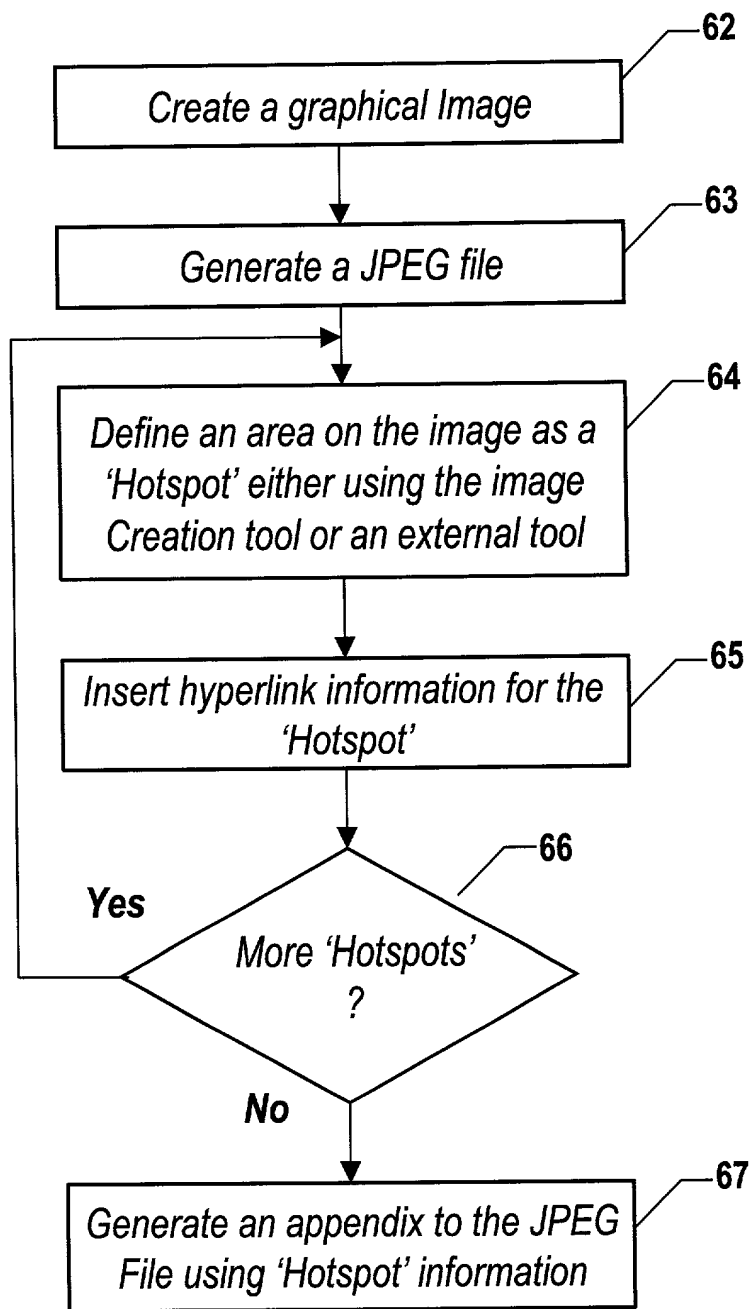 62
Create a graphical Image
63
Generate a JPEG file
64
Define an area on the image as a
‘Hotspot’ either using the image
Creation tool or an external tool
65
Insert hyperlink information for the
‘Hotspot’
66
Yes
More ‘Hotspots’
?
No
67
Generate an appendix to the JPEG
File using ‘Hotspot’ information